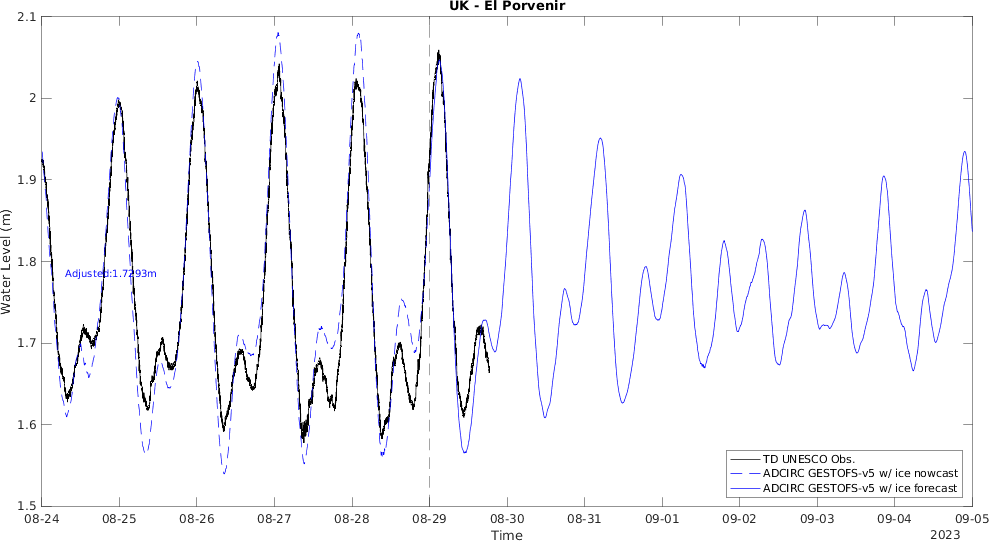 UK - El Porvenir
2.1
2
1.9
1.8
1.7
1.6
1.5
Water Level (m)
Adjusted:1.7293m
TD UNESCO Obs.
ADCIRC GESTOFS-v5 w/ ice nowcast
ADCIRC GESTOFS-v5 w/ ice forecast
08-24 08-25 08-26 08-27 08-28 08-29 08-30 08-31 09-01 09-02 09-03 09-04 09-05
Time
2023